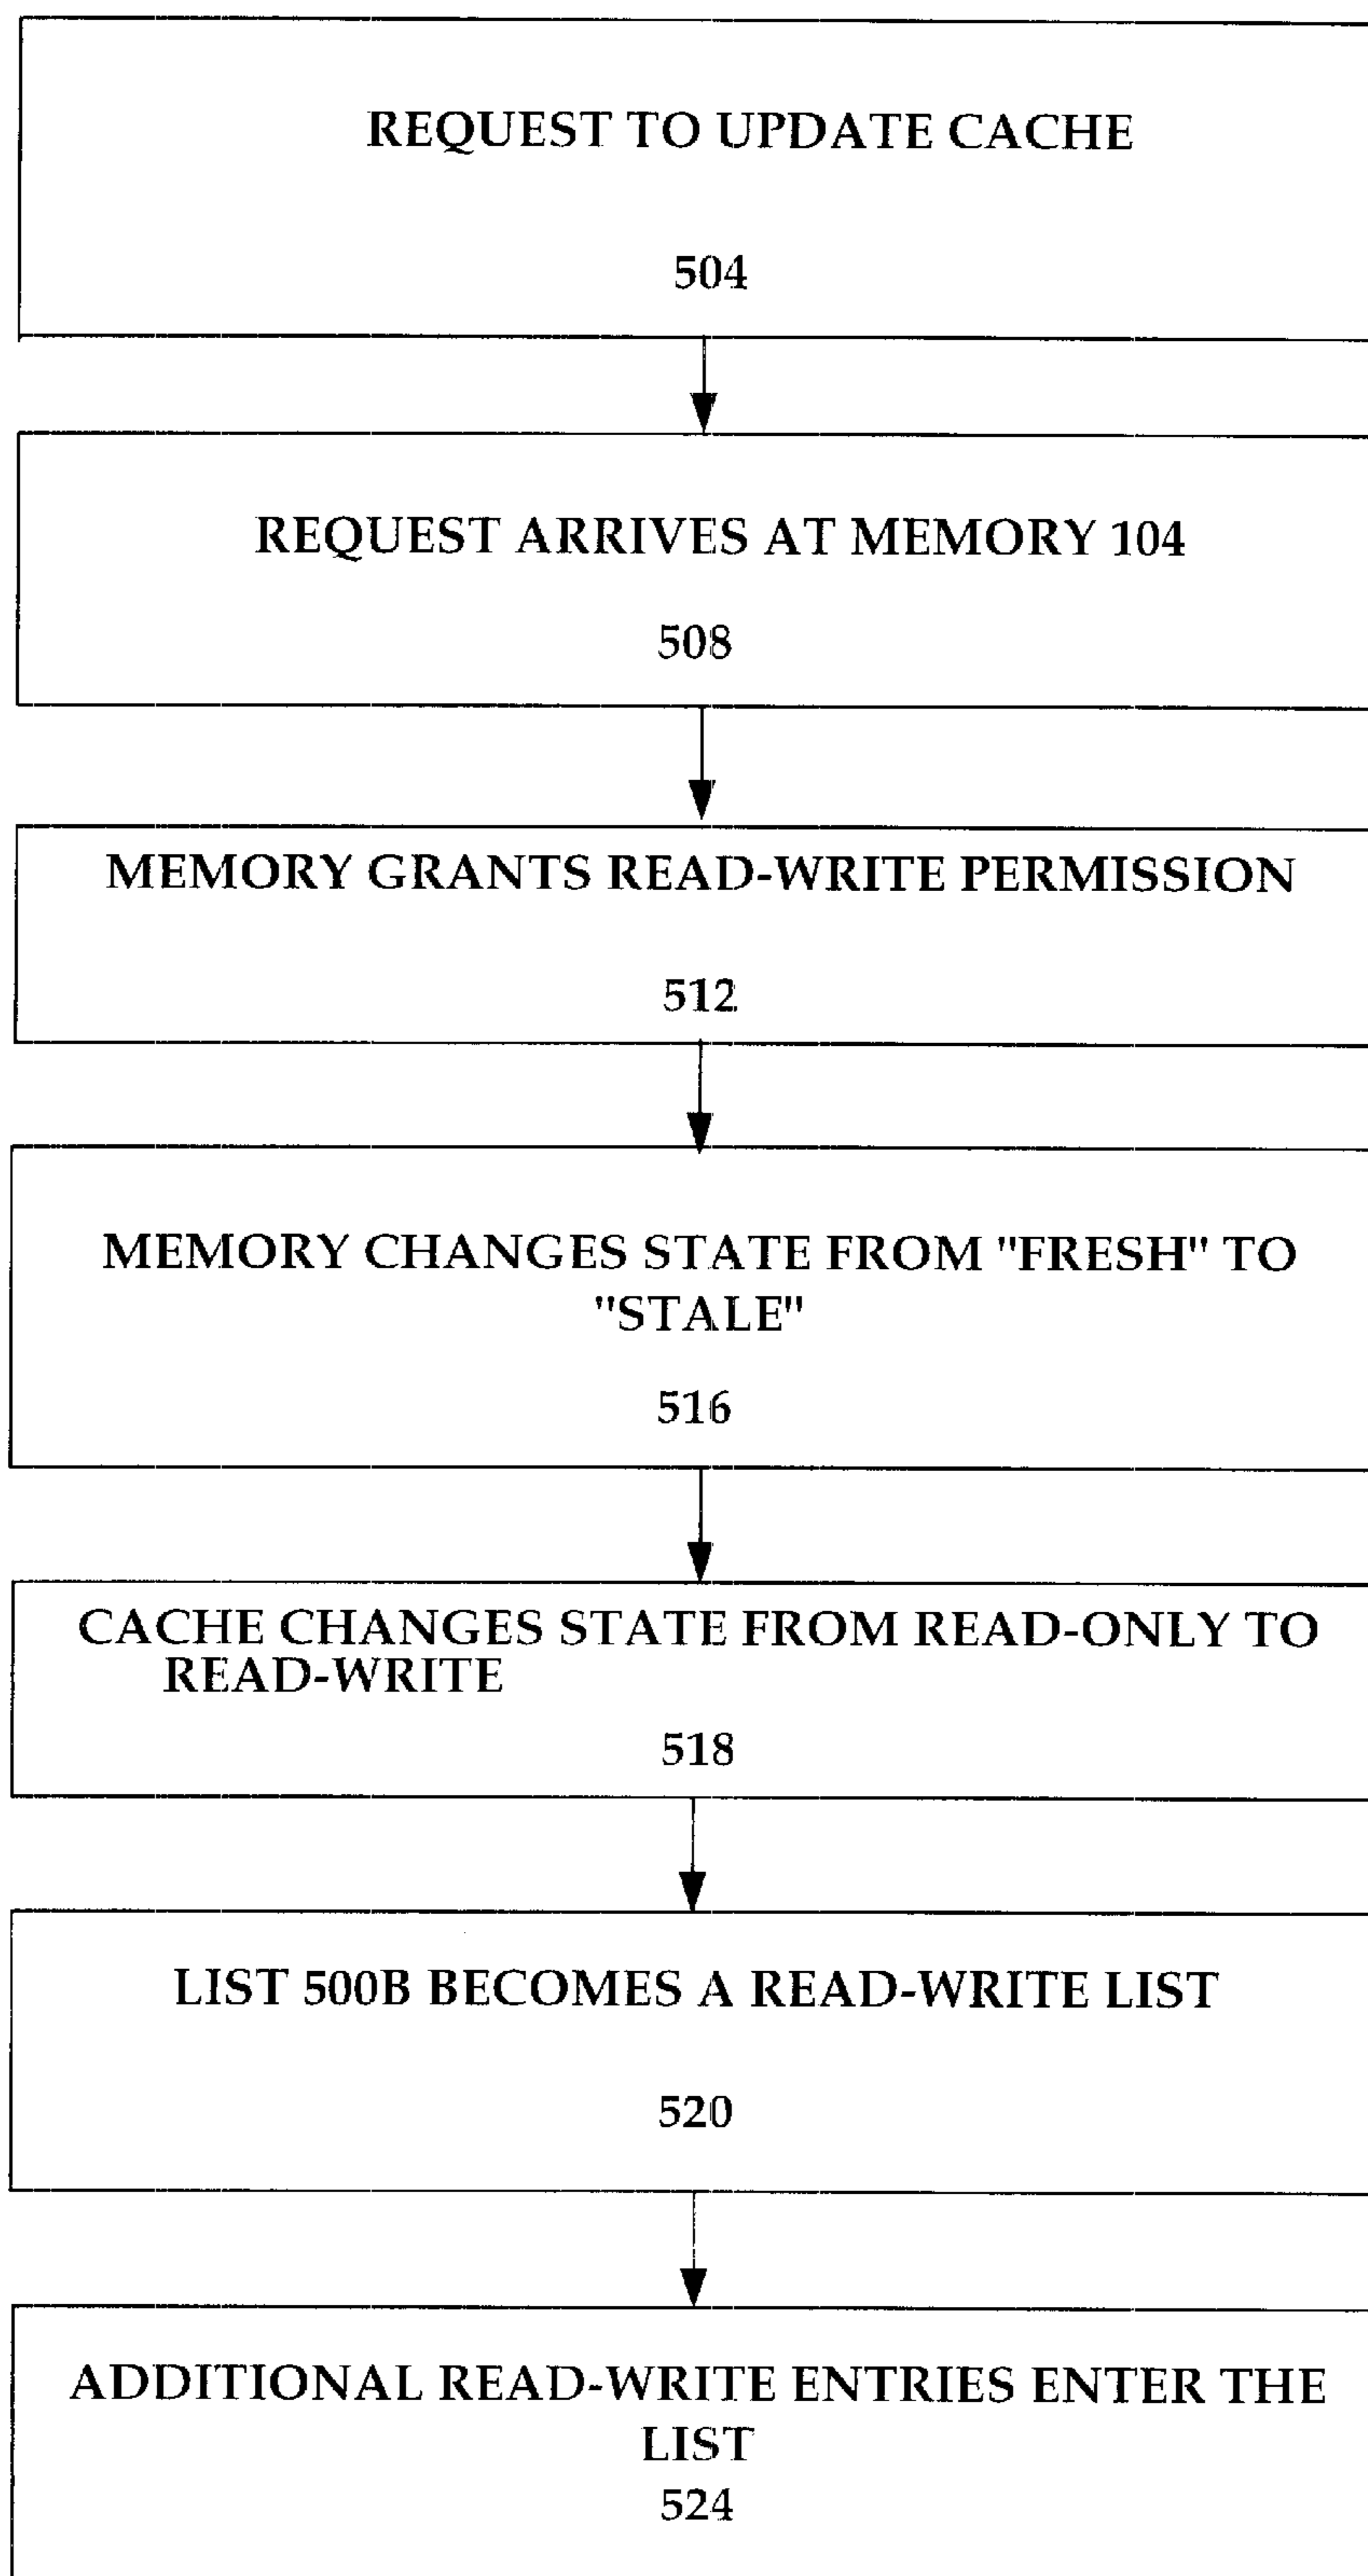 REQUEST TO UPDATE CACHE
504
REQUEST ARRIVES AT MEMORY 104
508
MEMORY GRANTS READ-WRITE PERMISSION
512
MEMORY CHANGES STATE FROM "FRESH" TO
"STALE"
516
CACHE CHANGES STATE FROM READ-ONLY TO
READ-WRITE
518
LIST 500B BECOMES A READ-WRITE LIST
520
ADDITIONAL READ-WRITE ENTRIES ENTER THE
LIST
524